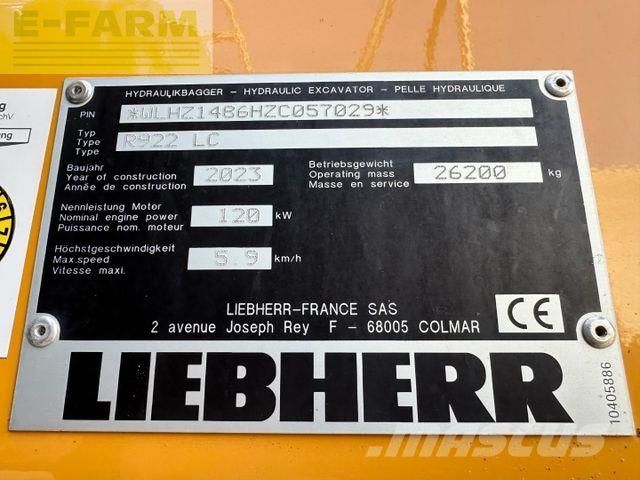 E-FARM
HYDRAULIKBAGGER - HYDRAULIC EXCAVATOR - PELLE HYDRAULIQUE
PIN *WLHZ1486HZC057029*
Typ
Type R922 LC
Type
Baujahr
Year of construction 2023
Année de construction
Betriebsgewicht
Operating mass 26200 kg
Masse en service
Nennleistung Motor
Nominal engine power 120 kW
Puissance nom. moteur
Höchstgeschwindigkeit
Max.speed 5.9 km/h
Vitesse maxi.
LIEBHERR-FRANCE SAS
2 avenue Joseph Rey F - 68005 COLMAR
CE
LIEBHERR
10405886
mascus